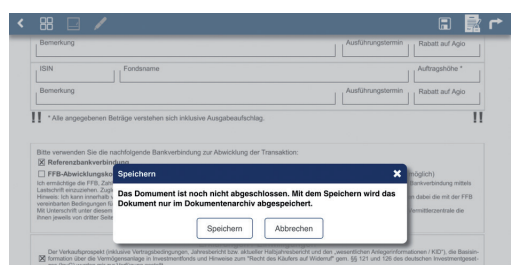 Bemerkung Ausführungstermin Rabatt auf Agio
ISIN Fondsname Auftragshöhe *
Bemerkung Ausführungstermin Rabatt auf Agio
!! * Alle angegebenen Beträge verstehen sich inklusive Ausgabeaufschlag. !!
Bitte verwenden Sie die nachfolgende Bankverbindung zur Abwicklung der Transaktion:
Referenzbankverbindung
FFB-Abwicklungsko möglich)
Speichern
Das Domument ist noch nicht abgeschlossen. Mit dem Speichern wird das
Dokument nur im Dokumentenarchiv abgespeichert.
Speichern Abbrechen
Ich ermächtige die FFB, Bankverbindung mittels
Lastschrift einzuziehen.
Hinweis: Ich kann innerhalb dabei die mit der FFB
vereinbarten Bedingungen
Mit Unterschrift unter diesem
Ihnen jeweils von dritter Seite
Der Verkaufsprospekt (inklusive Vertragsbedingungen, Jahresbericht bzw. aktueller Halbjahresbericht und den „wesentlichen Anlegerinformationen / KID“), die Basisin-
formation über die Vermögensanlage in Investmentfonds und Hinweise zum "Recht des Käufers auf Widerruf" gem. §§ 121 und 126 des deutschen Investmentgeset-